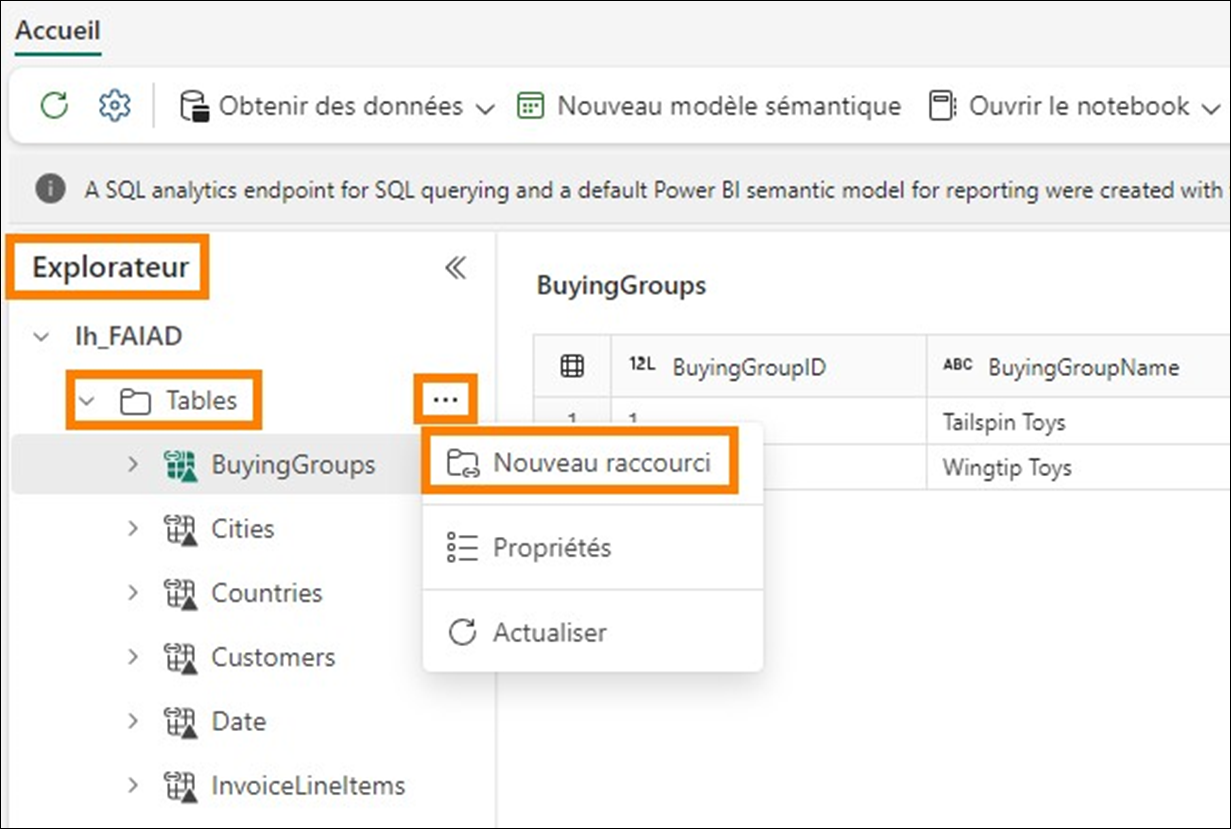 Accueil
Obtenir des données Nouveau modèle sémantique Ouvrir le notebook
A SQL analytics endpoint for SQL querying and a default Power BI semantic model for reporting were created with
Explorateur
lh_FAIAD
Tables
BuyingGroups
Cities
Countries
Customers
Date
InvoiceLineItems
Nouveau raccourci
Propriétés
Actualiser
BuyingGroups
12L BuyingGroupID ABC BuyingGroupName
1 1 Tailspin Toys
Wingtip Toys